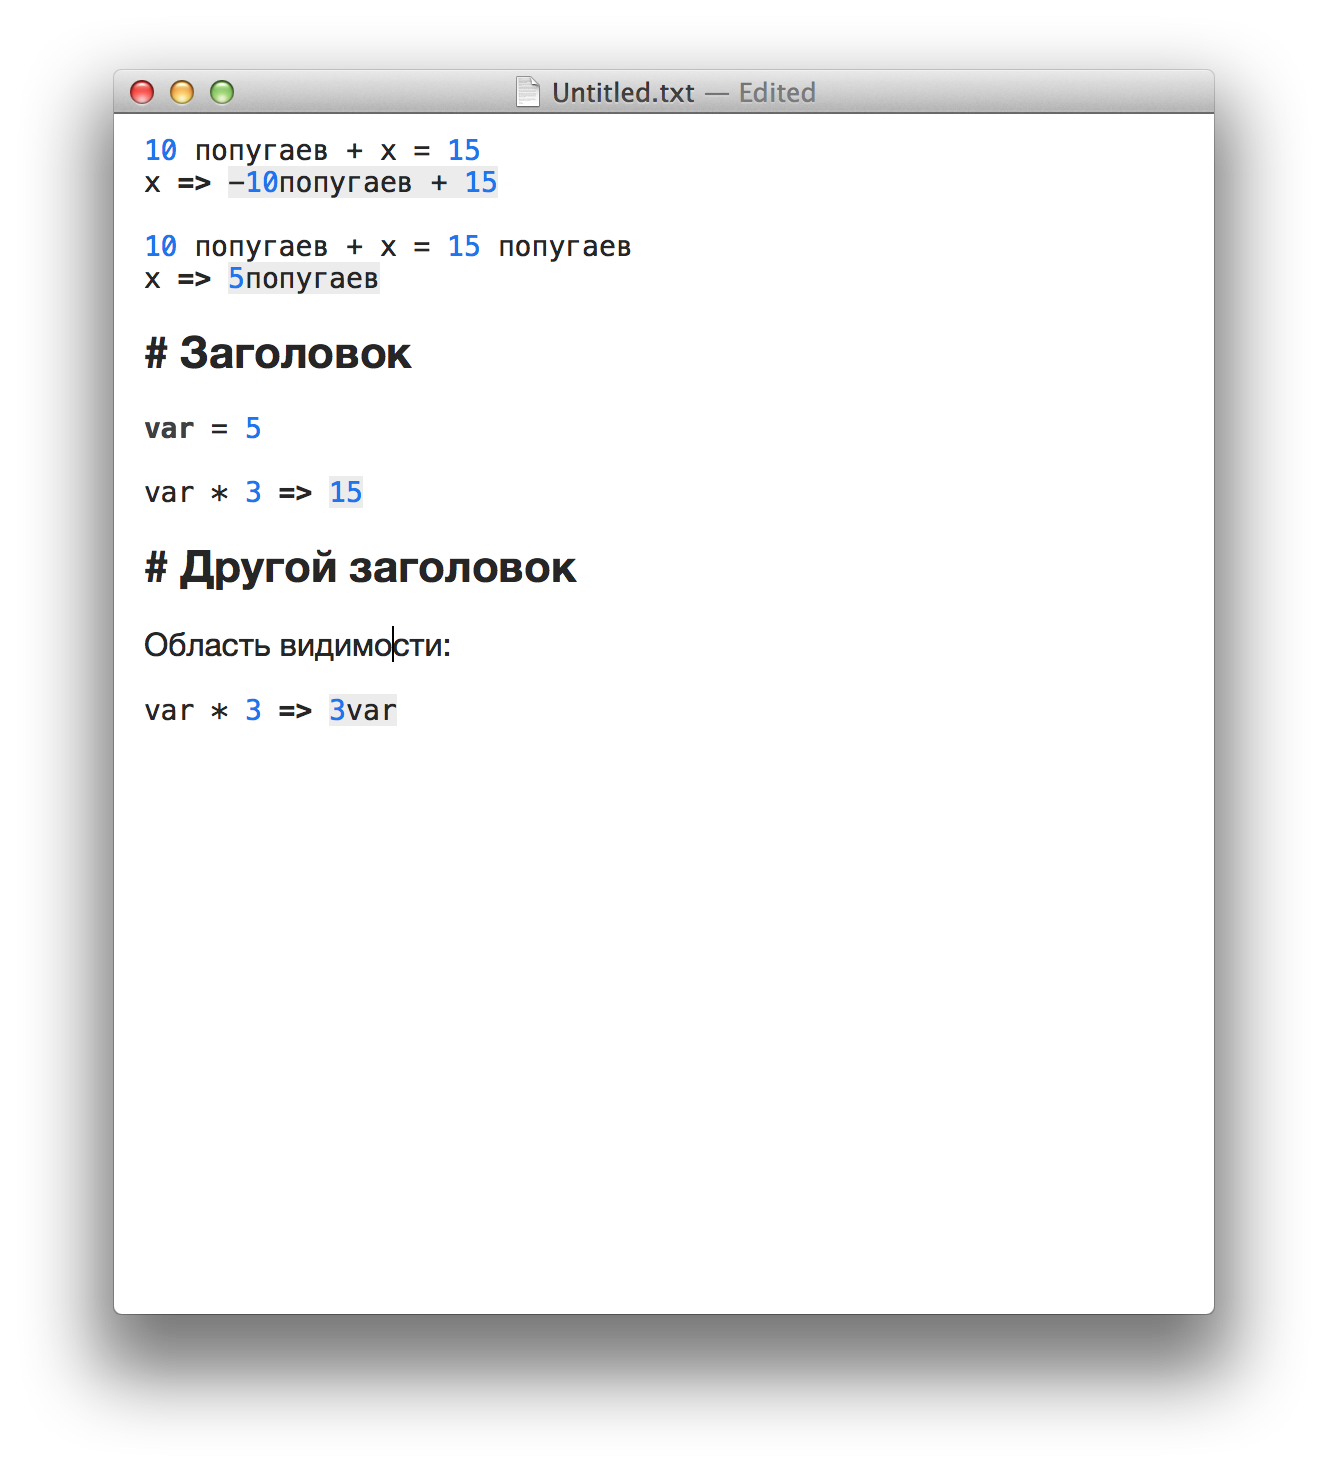 Untitled.txt — Edited
10 попугаев + x = 15
x => -10попугаев + 15
10 попугаев + x = 15 попугаев
x => 5попугаев
# Заголовок
var = 5
var * 3 => 15
# Другой заголовок
Область видимости:
var * 3 => 3var